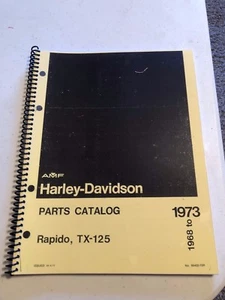 AMF
Harley-Davidson
PARTS CATALOG
1968 to 1973
Rapido, TX-125